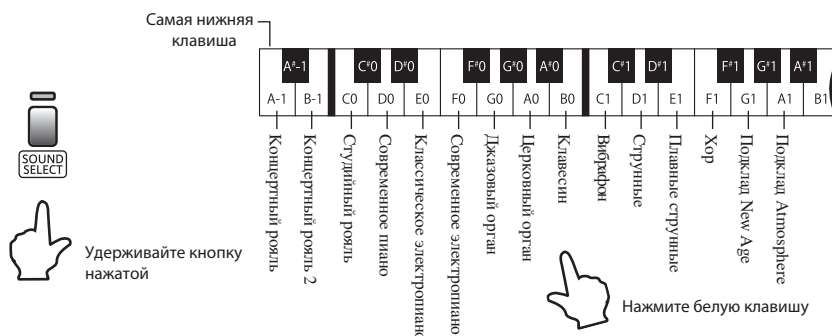 Самая нижняя
клавиша
A#-1 C#0 D#0 F#0 G#0 A#0 C#1 D#1 F#1 G#1 A#1
A-1 B-1 C0 D0 E0 F0 G0 A0 B0 C1 D1 E1 F1 G1 A1 B1
SOUND
SELECT
Концертный рояль
Концертный рояль 2
Студийный рояль
Современное пиано
Классическое электропиано
Современное электропиано
Джазовый орган
Церковный орган
Клавесин
Вибрафон
Струнные
Плавные струнные
Хор
Подклад New Age
Подклад Atmosphere
Удерживайте кнопку
нажатой
Нажмите белую клавишу